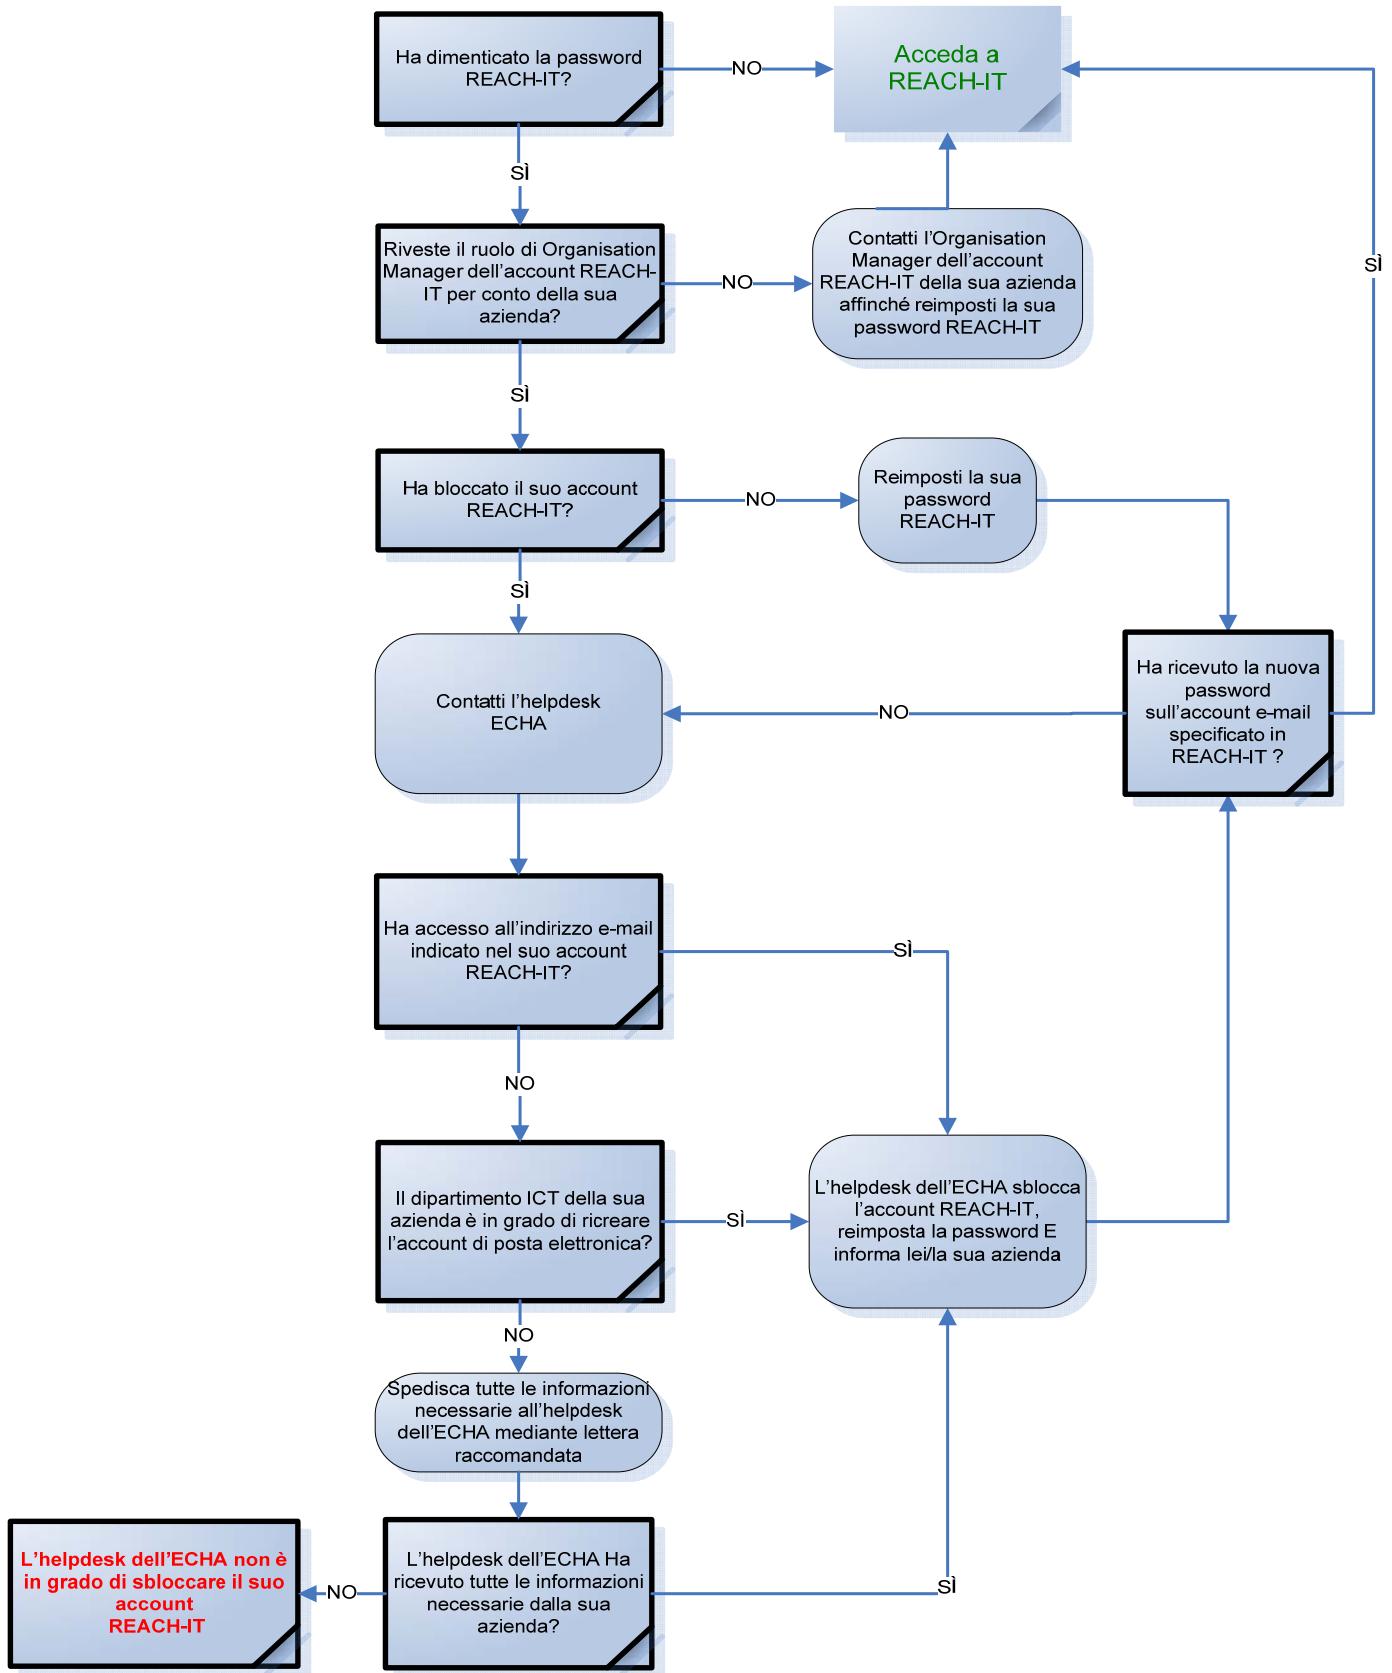 Ha dimenticato la password
REACH-IT?
NO
Acceda a
REACH-IT
SÌ
Riveste il ruolo di Organisation
Manager dell'account REACH-
IT per conto della sua
azienda?
NO
Contatti l'Organisation
Manager dell'account
REACH-IT della sua azienda
affinché reimposti la sua
password REACH-IT
SÌ
SÌ
Ha bloccato il suo account
REACH-IT?
NO
Reimposti la sua
password
REACH-IT
SÌ
Contatti l'helpdesk
ECHA
NO
Ha ricevuto la nuova
password
sull'account e-mail
specificato in
REACH-IT ?
Ha accesso all'indirizzo e-mail
indicato nel suo account
REACH-IT?
SÌ
NO
Il dipartimento ICT della sua
azienda è in grado di ricreare
l'account di posta elettronica?
SÌ
L'helpdesk dell'ECHA sblocca
l'account REACH-IT,
reimposta la password E
informa lei/la sua azienda
NO
Spedisca tutte le informazioni
necessarie all'helpdesk
dell'ECHA mediante lettera
raccomandata
L'helpdesk dell'ECHA non è
in grado di sbloccare il suo
account
REACH-IT
NO
L'helpdesk dell'ECHA Ha
ricevuto tutte le informazioni
necessarie dalla sua
azienda?
SÌ